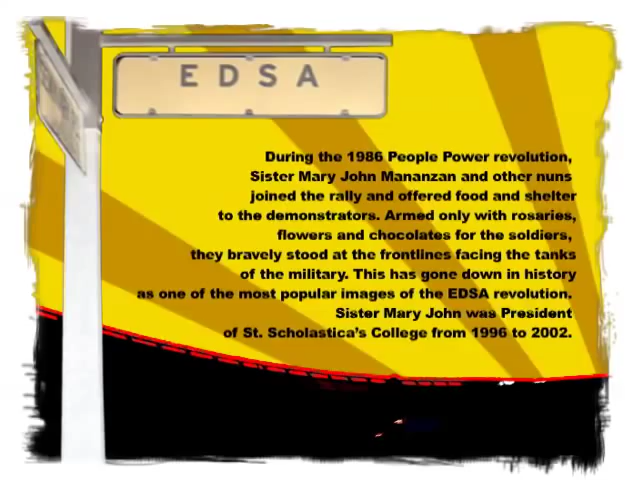 EDSA
During the 1986 People Power revolution,
Sister Mary John Mananzan and other nuns
joined the rally and offered food and shelter
to the demonstrators. Armed only with rosaries,
flowers and chocolates for the soldiers,
they bravely stood at the frontlines facing the tanks
of the military. This has gone down in history
as one of the most popular images of the EDSA revolution.
Sister Mary John was President
of St. Scholastica's College from 1996 to 2002.